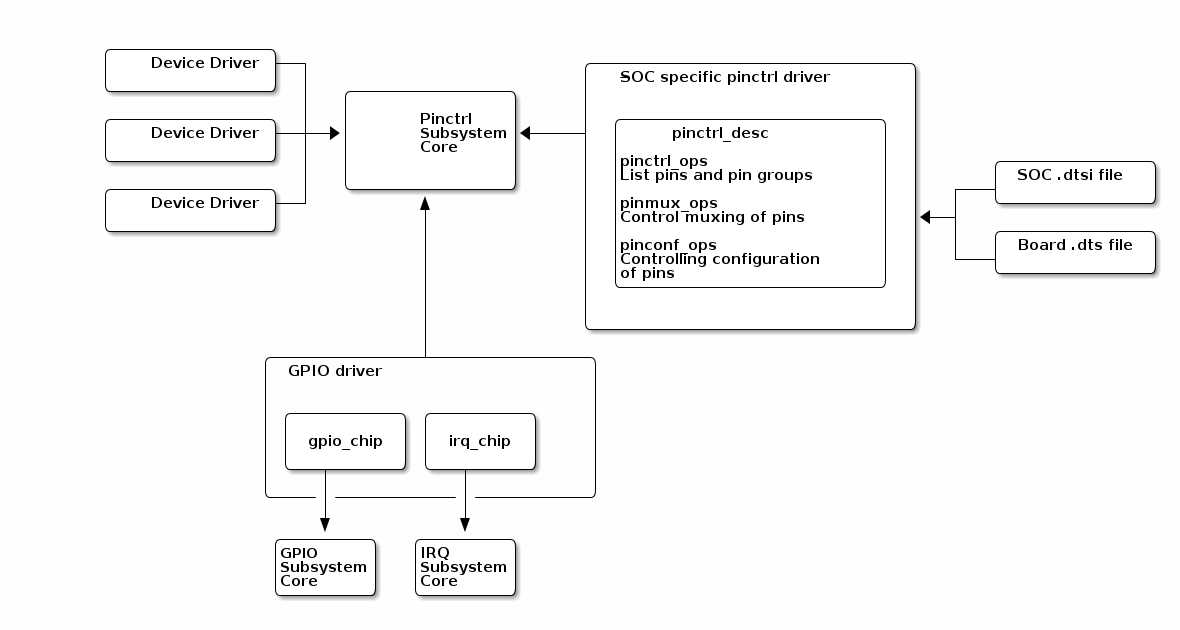 Device Driver
Device Driver
Device Driver
Pinctrl
Subsystem
Core
SOC specific pinctrl driver
pinctrl_desc
pinctrl_ops
List pins and pin groups
pinmux_ops
Control muxing of pins
pinconf_ops
Controlling configuration
of pins
SOC .dtsi file
Board .dts file
GPIO driver
gpio_chip
irq_chip
GPIO
Subsystem
Core
IRQ
Subsystem
Core